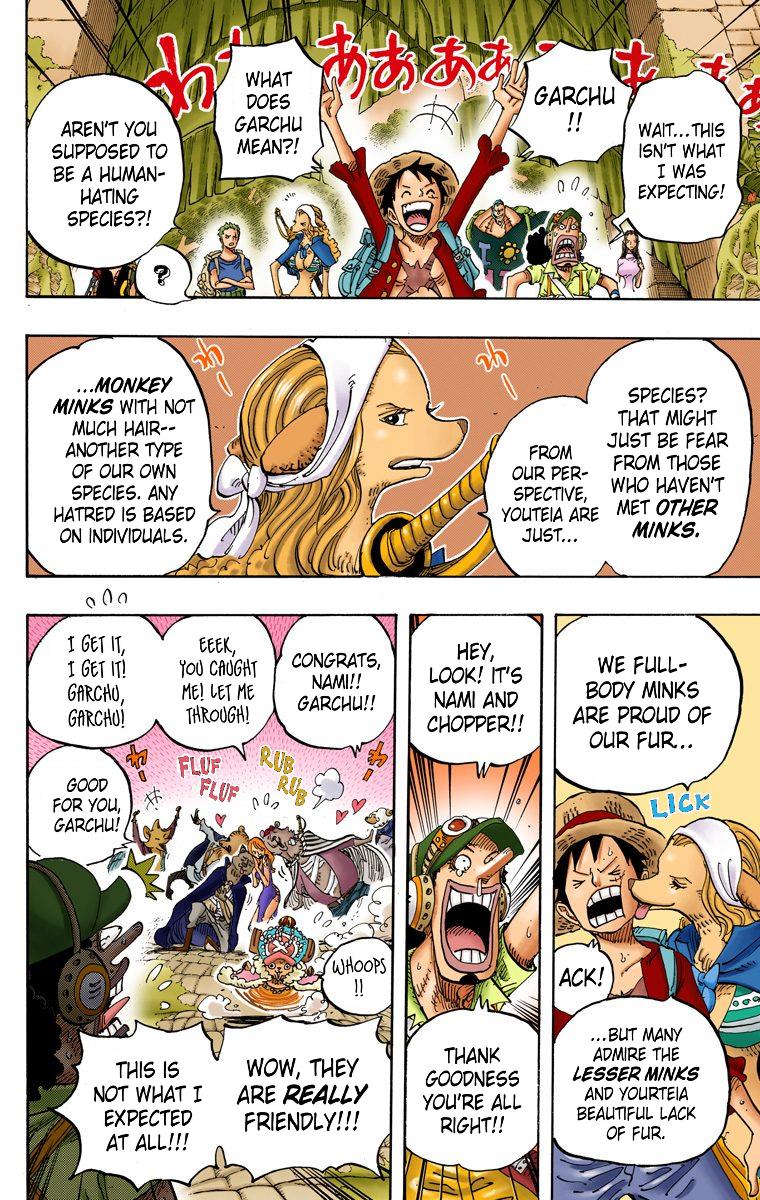 WAIT...THIS
ISN'T WHAT
I WAS
EXPECTING!
GARCHU
!!
WHAT
DOES
GARCHU
MEAN?!
AREN'T YOU
SUPPOSED TO
BE A HUMAN-
HATING
SPECIES?!
?
SPECIES?
THAT MIGHT
JUST BE FEAR
FROM THOSE
WHO HAVEN'T
MET OTHER
MINKS.
FROM
OUR PER-
SPECTIVE,
YOUTEIA ARE
JUST...
...MONKEY
MINKS WITH NOT
MUCH HAIR--
ANOTHER TYPE
OF OUR OWN
SPECIES. ANY
HATRED IS BASED
ON INDIVIDUALS.
WE FULL-
BODY MINKS
ARE PROUD OF
OUR FUR...
LICK
ACK!
...BUT MANY
ADMIRE THE
LESSER MINKS
AND YOURTEIA
BEAUTIFUL LACK
OF FUR.
HEY,
LOOK! IT'S
NAMI AND
CHOPPER!!
THANK
GOODNESS
YOU'RE ALL
RIGHT!!
CONGRATS,
NAMI!!
GARCHU!!
EEEK,
YOU CAUGHT
ME! LET ME
THROUGH!
I GET IT,
I GET IT!
GARCHU,
GARCHU!
RUB
RUB
FLUF
FLUF
GOOD
FOR YOU,
GARCHU!
WHOOPS
!!
WOW, THEY
ARE REALLY
FRIENDLY!!!
THIS IS
NOT WHAT I
EXPECTED
AT ALL!!!